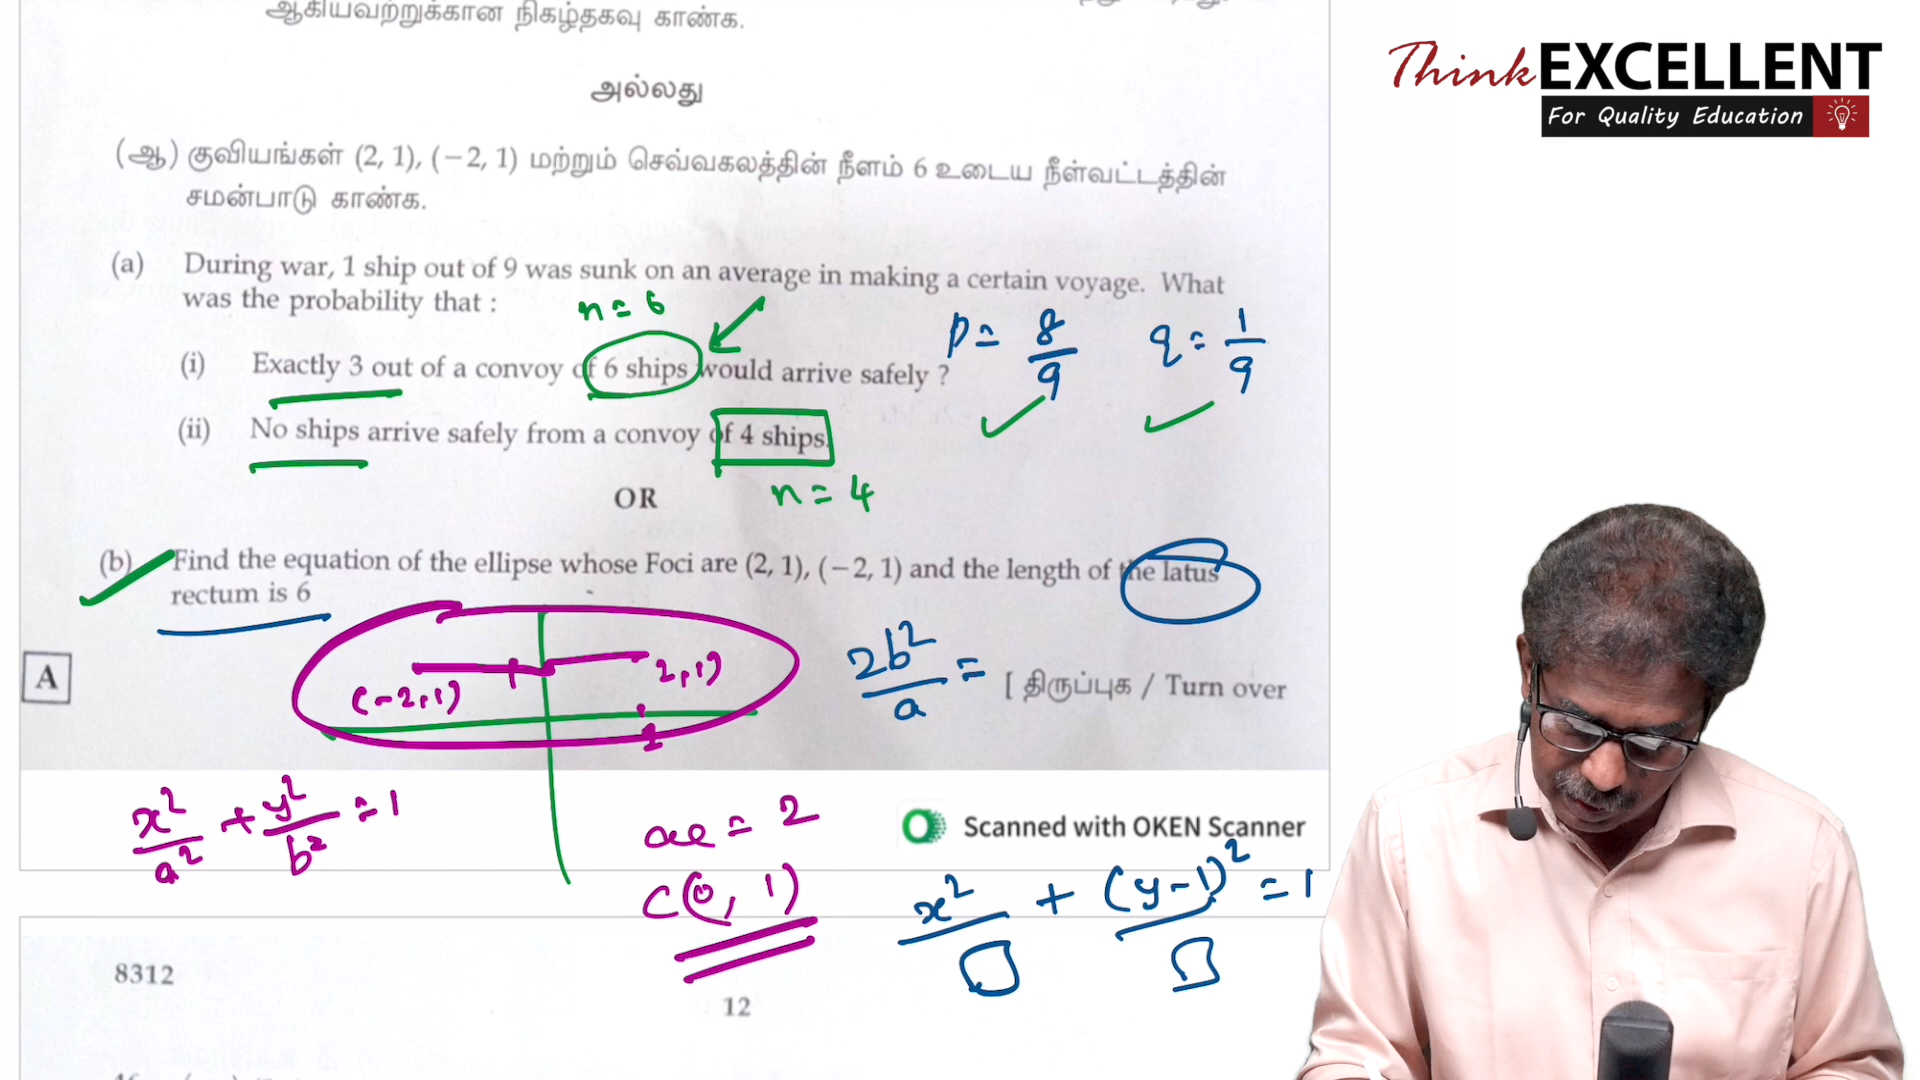 ஆகியவற்றுக்கான நிகழ்தகவு காண்க.
Think EXCELLENT
For Quality Education
அல்லது
(ஆ) குவியங்கள் (2, 1), (−2, 1) மற்றும் செவ்வகலத்தின் நீளம் 6 உடைய நீள்வட்டத்தின்
சமன்பாடு காண்க.
(a) During war, 1 ship out of 9 was sunk on an average in making a certain voyage. What
was the probability that :
n = 6
p = 8/9 q = 1/9
(i) Exactly 3 out of a convoy of 6 ships would arrive safely ?
(ii) No ships arrive safely from a convoy of 4 ships.
OR
n = 4
(b) Find the equation of the ellipse whose Foci are (2, 1), (−2, 1) and the length of the latus
rectum is 6
A
(-2,1) 2,1)
2
2b²/a =
[ திருப்புக / Turn over
x²/a² + y²/b² = 1
ae = 2
Scanned with OKEN Scanner
C(0, 1)
x²/□ + (y-1)²/□ = 1
8312
12